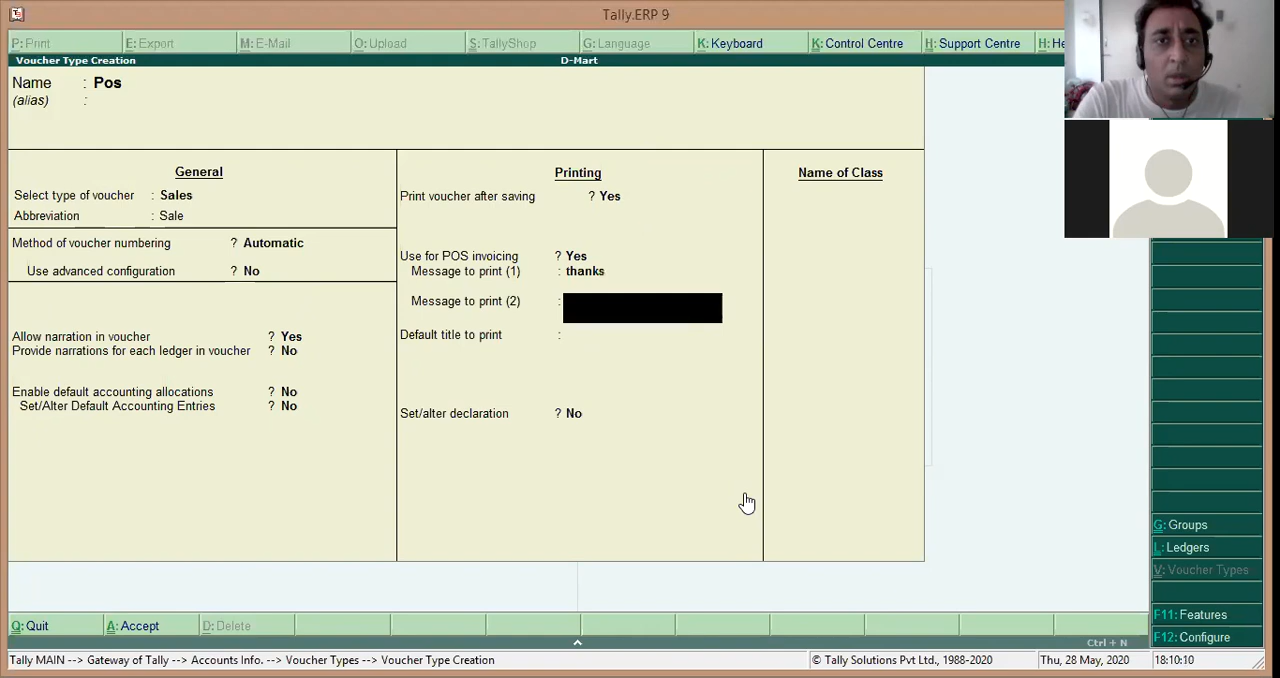 Tally.ERP 9
P: Print E: Export M: E-Mail O: Upload S: TallyShop G: Language K: Keyboard K: Control Centre H: Support Centre H: He
Voucher Type Creation D-Mart
Name : Pos
(alias) :
General
Select type of voucher : Sales
Abbreviation : Sale
Method of voucher numbering ? Automatic
Use advanced configuration ? No
Allow narration in voucher ? Yes
Provide narrations for each ledger in voucher ? No
Enable default accounting allocations ? No
Set/Alter Default Accounting Entries ? No
Printing
Print voucher after saving ? Yes
Use for POS invoicing ? Yes
Message to print (1) : thanks
Message to print (2) :
Default title to print :
Set/alter declaration ? No
Name of Class
G: Groups
L: Ledgers
V: Voucher Types
F11: Features
F12: Configure
Q: Quit A: Accept D: Delete
Ctrl + N
Tally MAIN --> Gateway of Tally --> Accounts Info. --> Voucher Types --> Voucher Type Creation © Tally Solutions Pvt Ltd., 1988-2020 Thu, 28 May, 2020 18:10:10